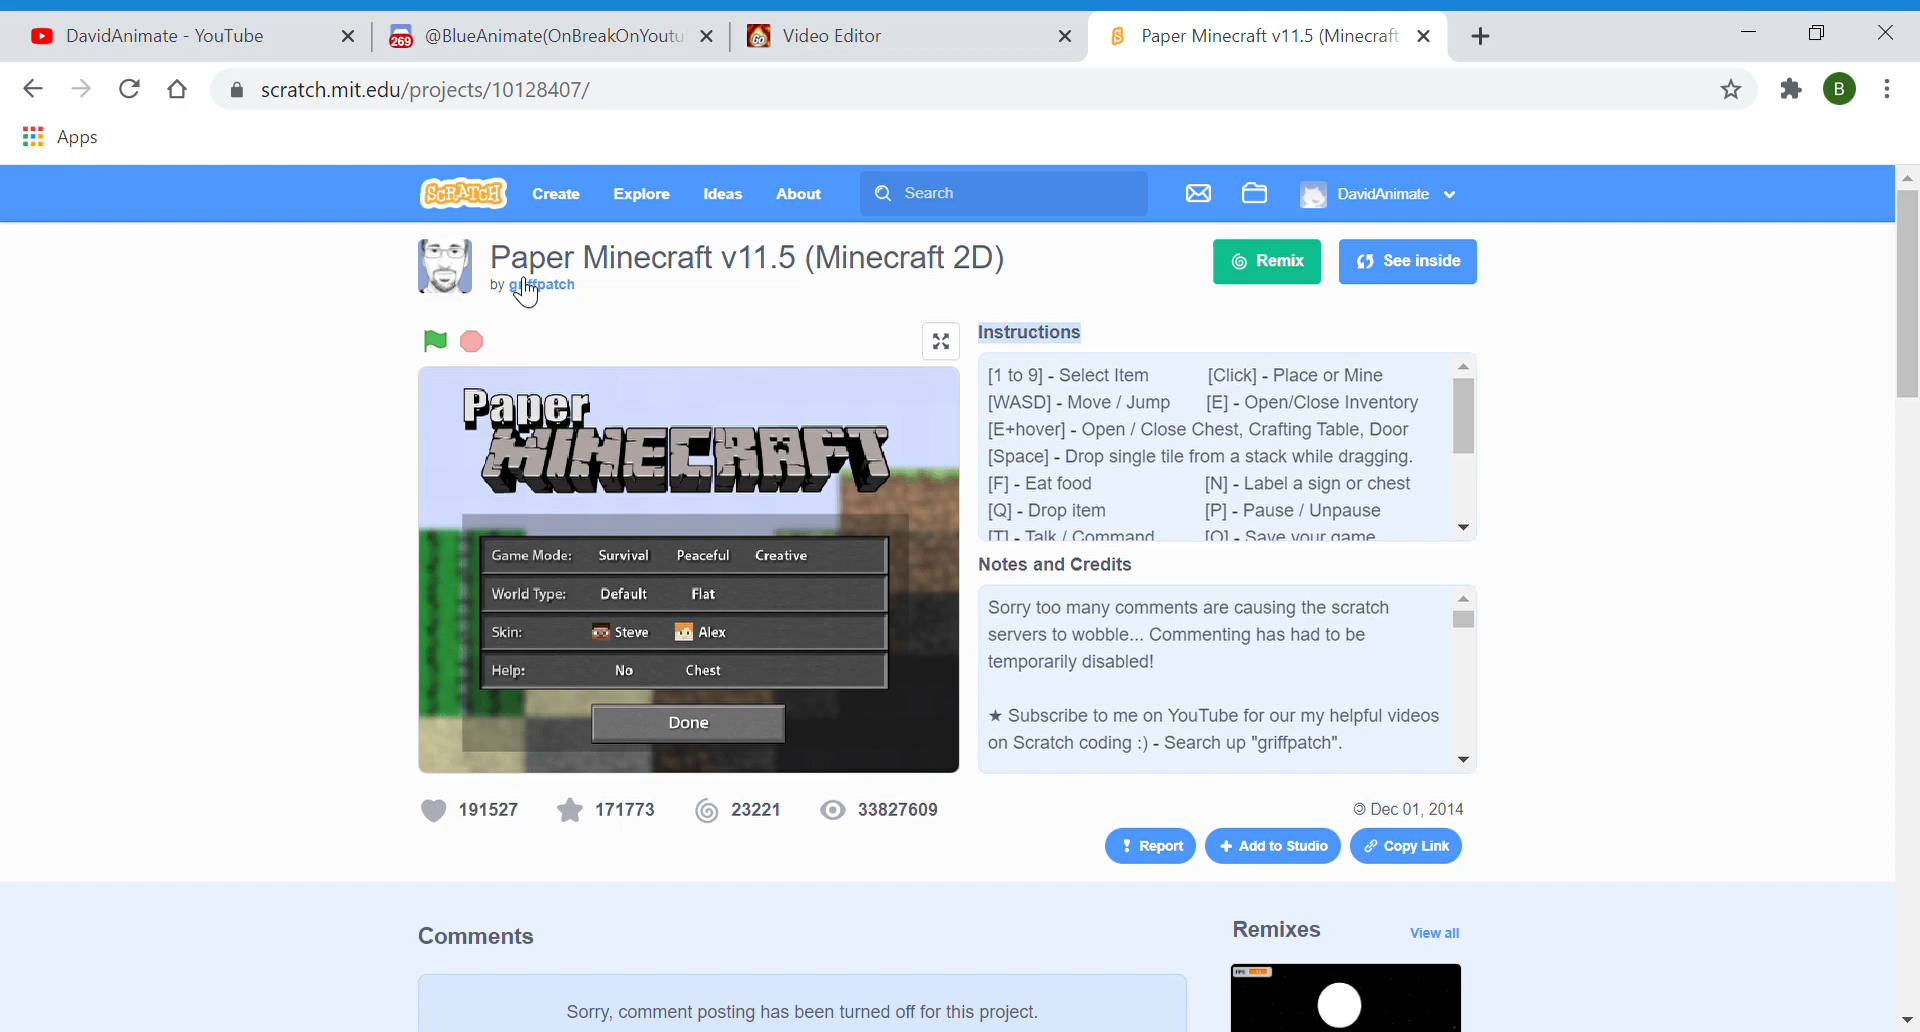 DavidAnimate - YouTube
269
@BlueAnimate(OnBreakOnYoutu
Video Editor
Paper Minecraft v11.5 (Minecraft
scratch.mit.edu/projects/10128407/
B
Apps
SCRATCH
Create
Explore
Ideas
About
Search
DavidAnimate
Paper Minecraft v11.5 (Minecraft 2D)
by griffpatch
Remix
See inside
Instructions
[1 to 9] - Select Item [Click] - Place or Mine
[WASD] - Move / Jump [E] - Open/Close Inventory
[E+hover] - Open / Close Chest, Crafting Table, Door
[Space] - Drop single tile from a stack while dragging.
[F] - Eat food [N] - Label a sign or chest
[Q] - Drop item [P] - Pause / Unpause
[T] - Talk / Command [O] - Save your game
Paper
MINECRAFT
Game Mode: Survival Peaceful Creative
World Type: Default Flat
Skin: Steve Alex
Help: No Chest
Done
Notes and Credits
Sorry too many comments are causing the scratch
servers to wobble... Commenting has had to be
temporarily disabled!
★ Subscribe to me on YouTube for our my helpful videos
on Scratch coding :) - Search up "griffpatch".
191527
171773
23221
33827609
© Dec 01, 2014
Report
+ Add to Studio
Copy Link
Comments
Sorry, comment posting has been turned off for this project.
Remixes
View all
FPS